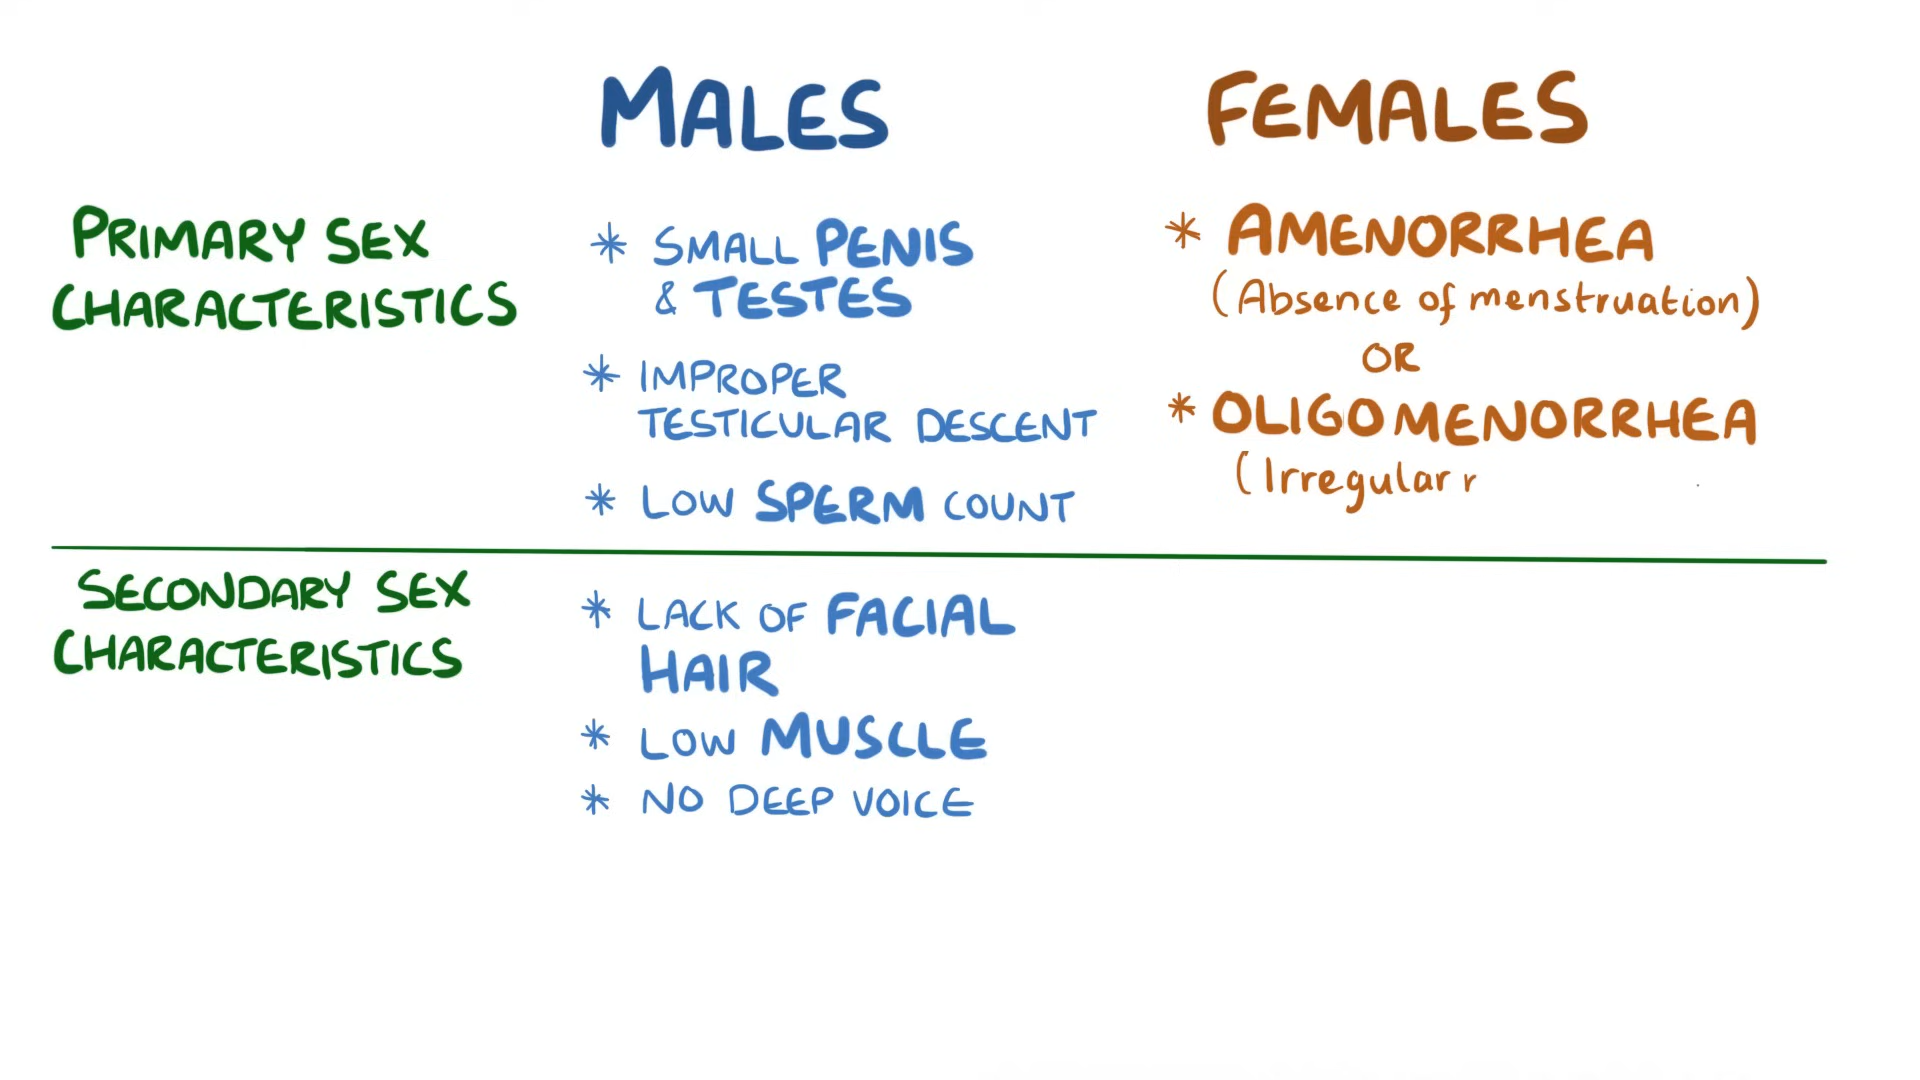 MALES
FEMALES
PRIMARY SEX
CHARACTERISTICS
* SMALL PENIS
& TESTES
* IMPROPER
TESTICULAR DESCENT
* LOW SPERM COUNT
* AMENORRHEA
(Absence of menstruation)
OR
* OLIGOMENORRHEA
(Irregular r
SECONDARY SEX
CHARACTERISTICS
* LACK OF FACIAL
HAIR
* LOW MUSCLE
* NO DEEP VOICE